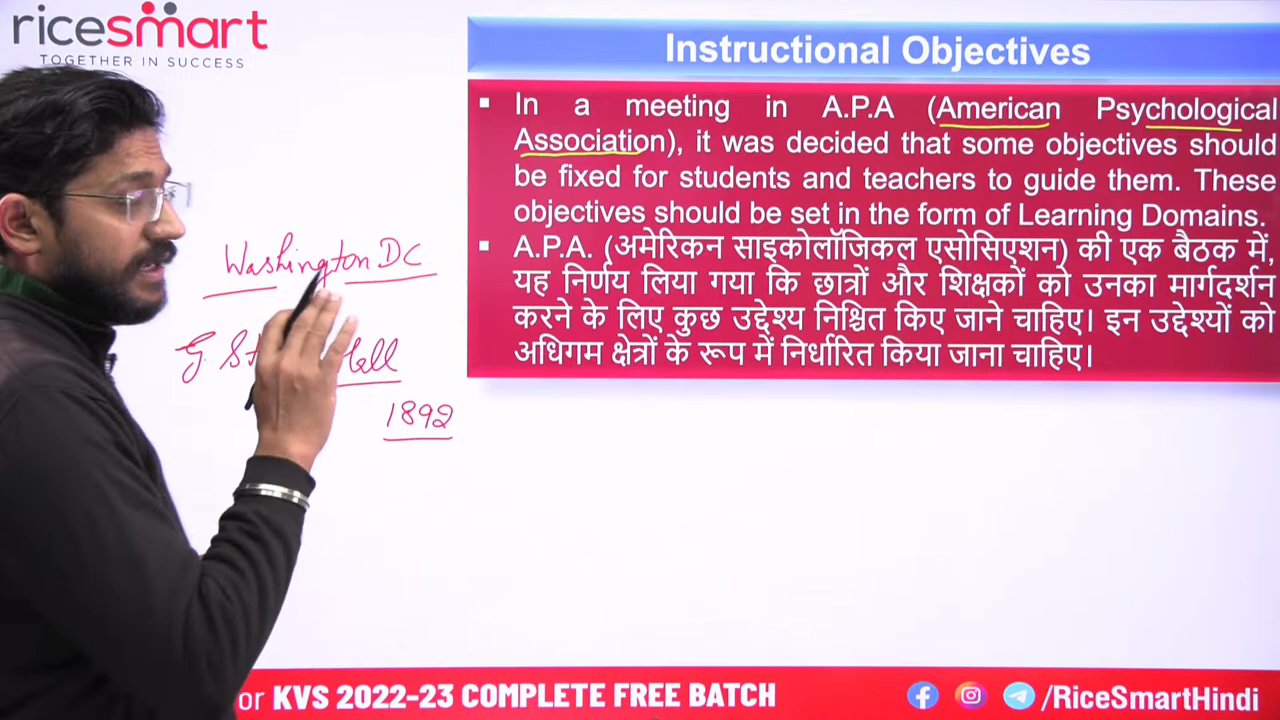 ricesmart
TOGETHER IN SUCCESS
Instructional Objectives
▪ In a meeting in A.P.A (American Psychological
Association), it was decided that some objectives should
be fixed for students and teachers to guide them. These
objectives should be set in the form of Learning Domains.
▪ A.P.A. (अमेरिकन साइकोलॉजिकल एसोसिएशन) की एक बैठक में,
यह निर्णय लिया गया कि छात्रों और शिक्षकों को उनका मार्गदर्शन
करने के लिए कुछ उद्देश्य निश्चित किए जाने चाहिए। इन उद्देश्यों को
अधिगम क्षेत्रों के रूप में निर्धारित किया जाना चाहिए।
Washington DC
G. Hall
1892
or KVS 2022-23 COMPLETE FREE BATCH
/RiceSmartHindi